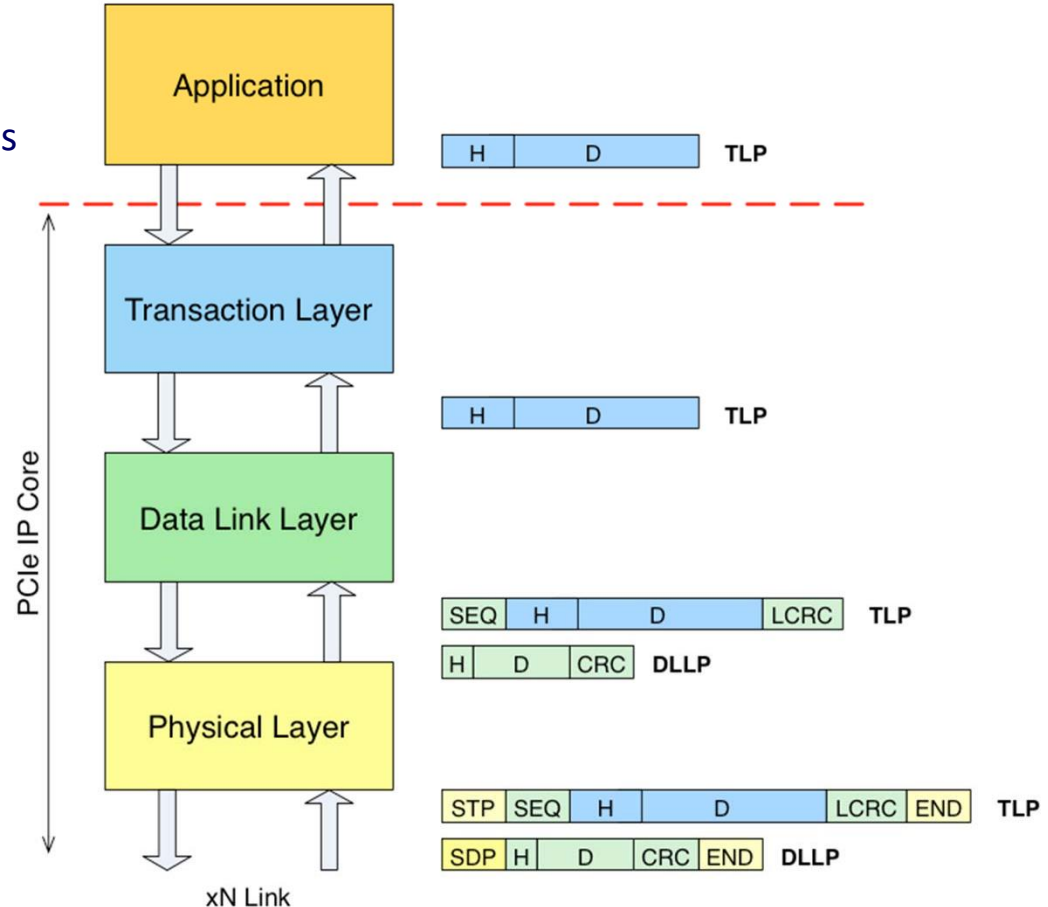 Application
s
H D TLP
Transaction Layer
H D TLP
PCIe IP Core
Data Link Layer
SEQ H D LCRC TLP
H D CRC DLLP
Physical Layer
STP SEQ H D LCRC END TLP
SDP H D CRC END DLLP
xN Link